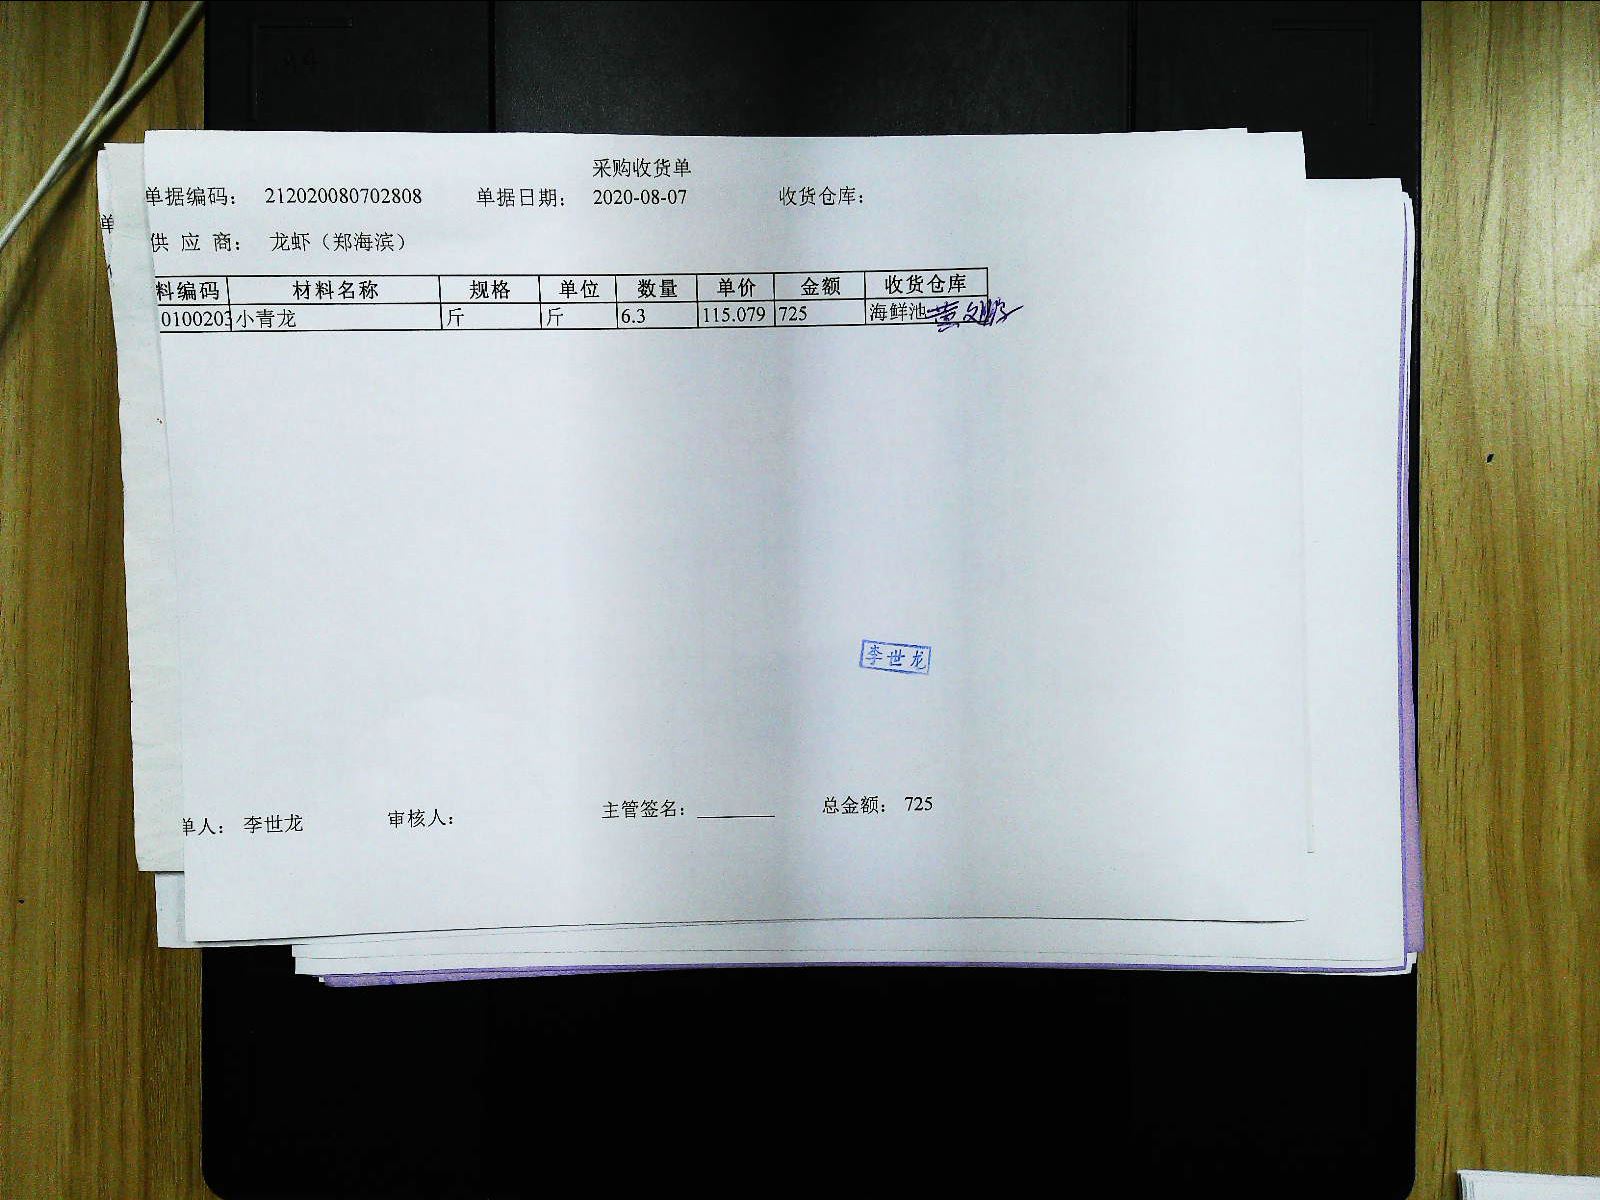 采购收货单
单据编码： 212020080702808 单据日期： 2020-08-07 收货仓库：
单
供 应 商： 龙虾（郑海滨）
料编码 材料名称 规格 单位 数量 单价 金额 收货仓库
0100203 小青龙 斤 斤 6.3 115.079 725 海鲜池
李世龙
单人： 李世龙 审核人： 主管签名： 总金额： 725